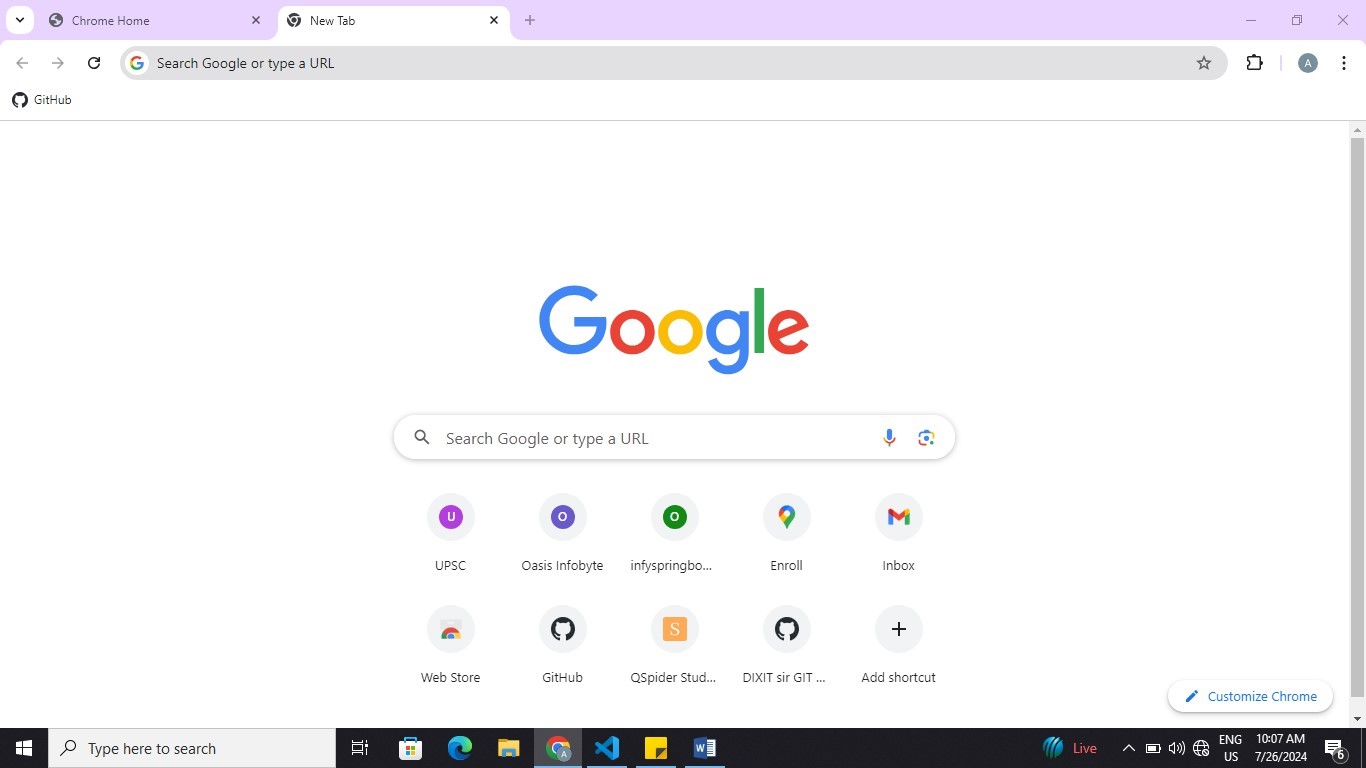 Chrome Home
New Tab
Search Google or type a URL
A
GitHub
Google
Search Google or type a URL
U
O
O
UPSC
Oasis Infobyte
infyspringbo...
Enroll
Inbox
S
Web Store
GitHub
QSpider Stud...
DIXIT sir GIT ...
Add shortcut
Customize Chrome
Type here to search
A
W
Live
ENG
US
10:07 AM
7/26/2024
6